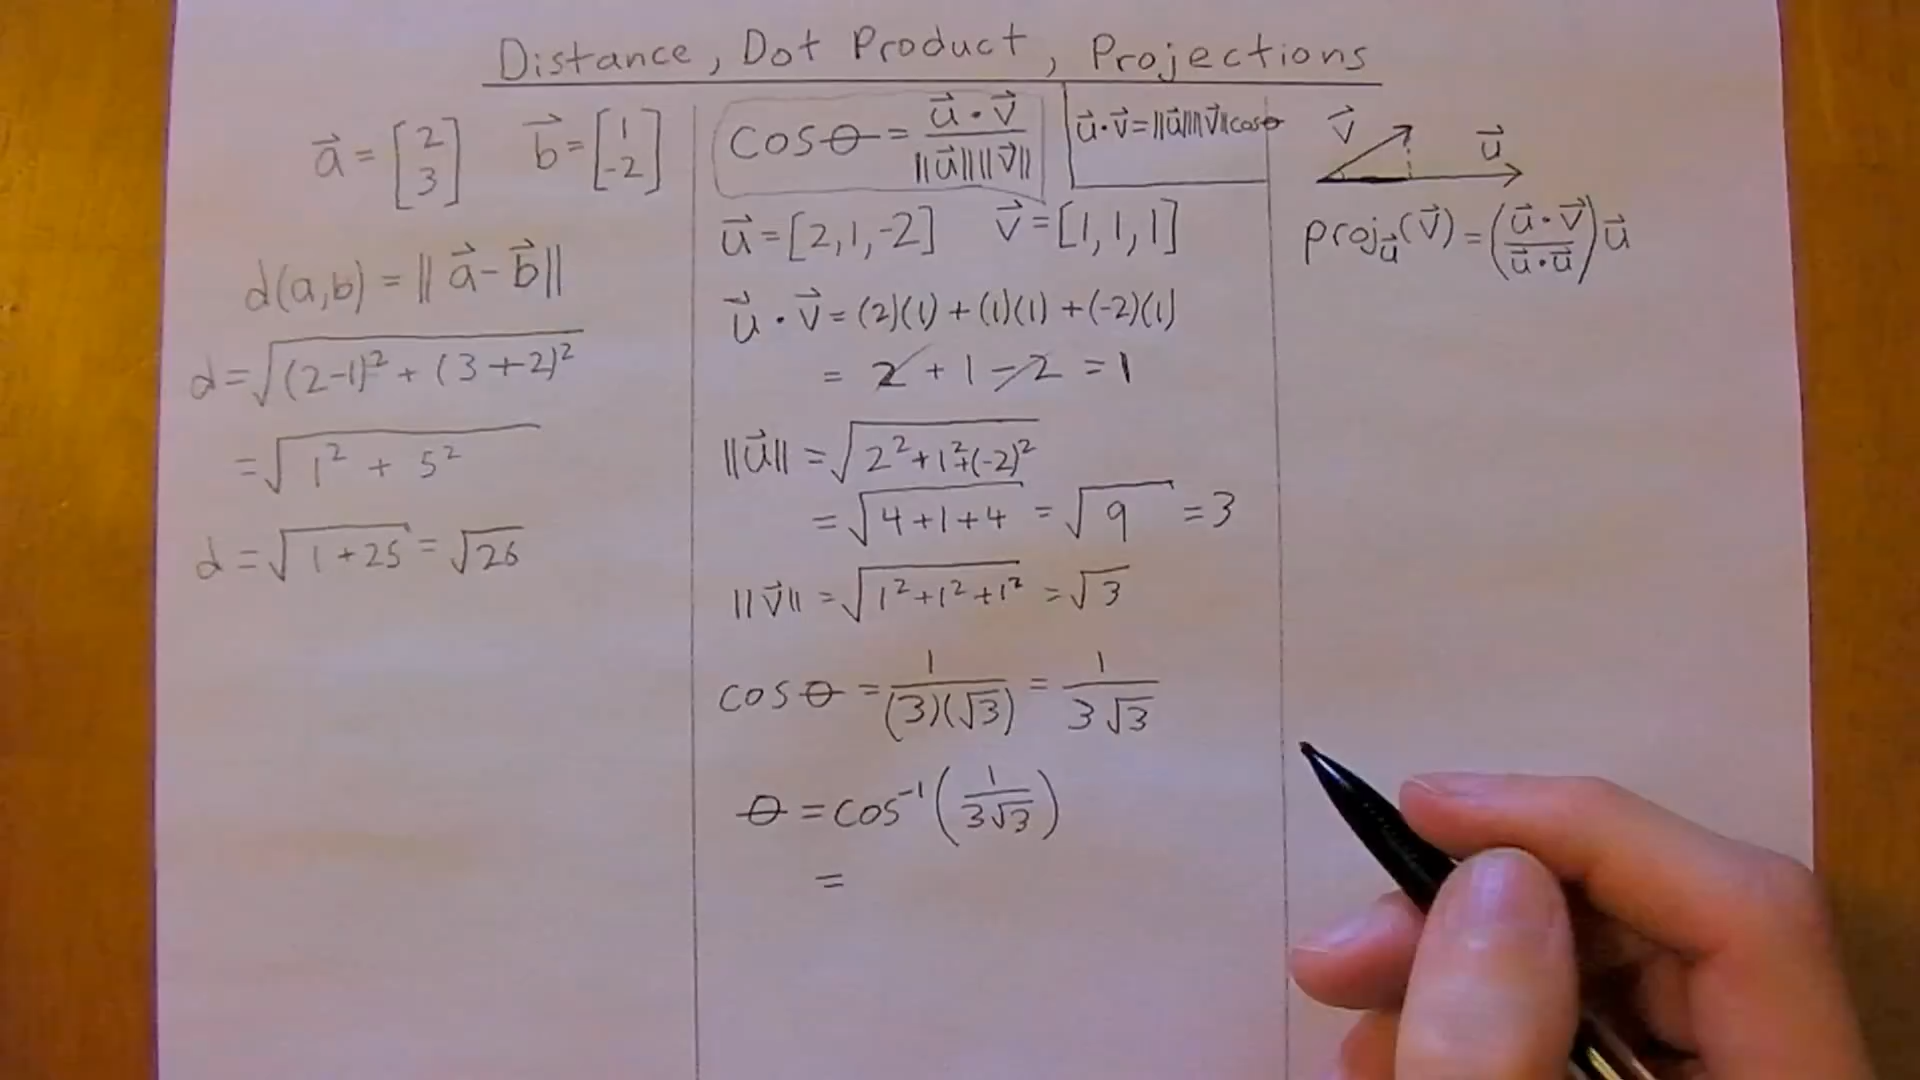 Distance, Dot Product, Projections
a⃗ = [2 3] b⃗ = [1 -2]
d(a,b) = ||a⃗ - b⃗||
d = √((2-1)² + (3+2)²)
= √(1² + 5²)
d = √(1+25) = √26
cosθ = (u⃗ · v⃗)/(||u⃗|| ||v⃗||)
u⃗·v⃗ = ||u⃗|| ||v⃗|| cosθ
u⃗ = [2, 1, -2] v⃗ = [1, 1, 1]
u⃗ · v⃗ = (2)(1) + (1)(1) + (-2)(1)
= 2 + 1 - 2 = 1
||u⃗|| = √(2² + 1² + (-2)²)
= √(4+1+4) = √9 = 3
||v⃗|| = √(1² + 1² + 1²) = √3
cosθ = 1/((3)(√3)) = 1/(3√3)
θ = cos⁻¹(1/(3√3))
=
v⃗ u⃗
proj_u⃗(v⃗) = ((u⃗ · v⃗)/(u⃗ · u⃗)) u⃗